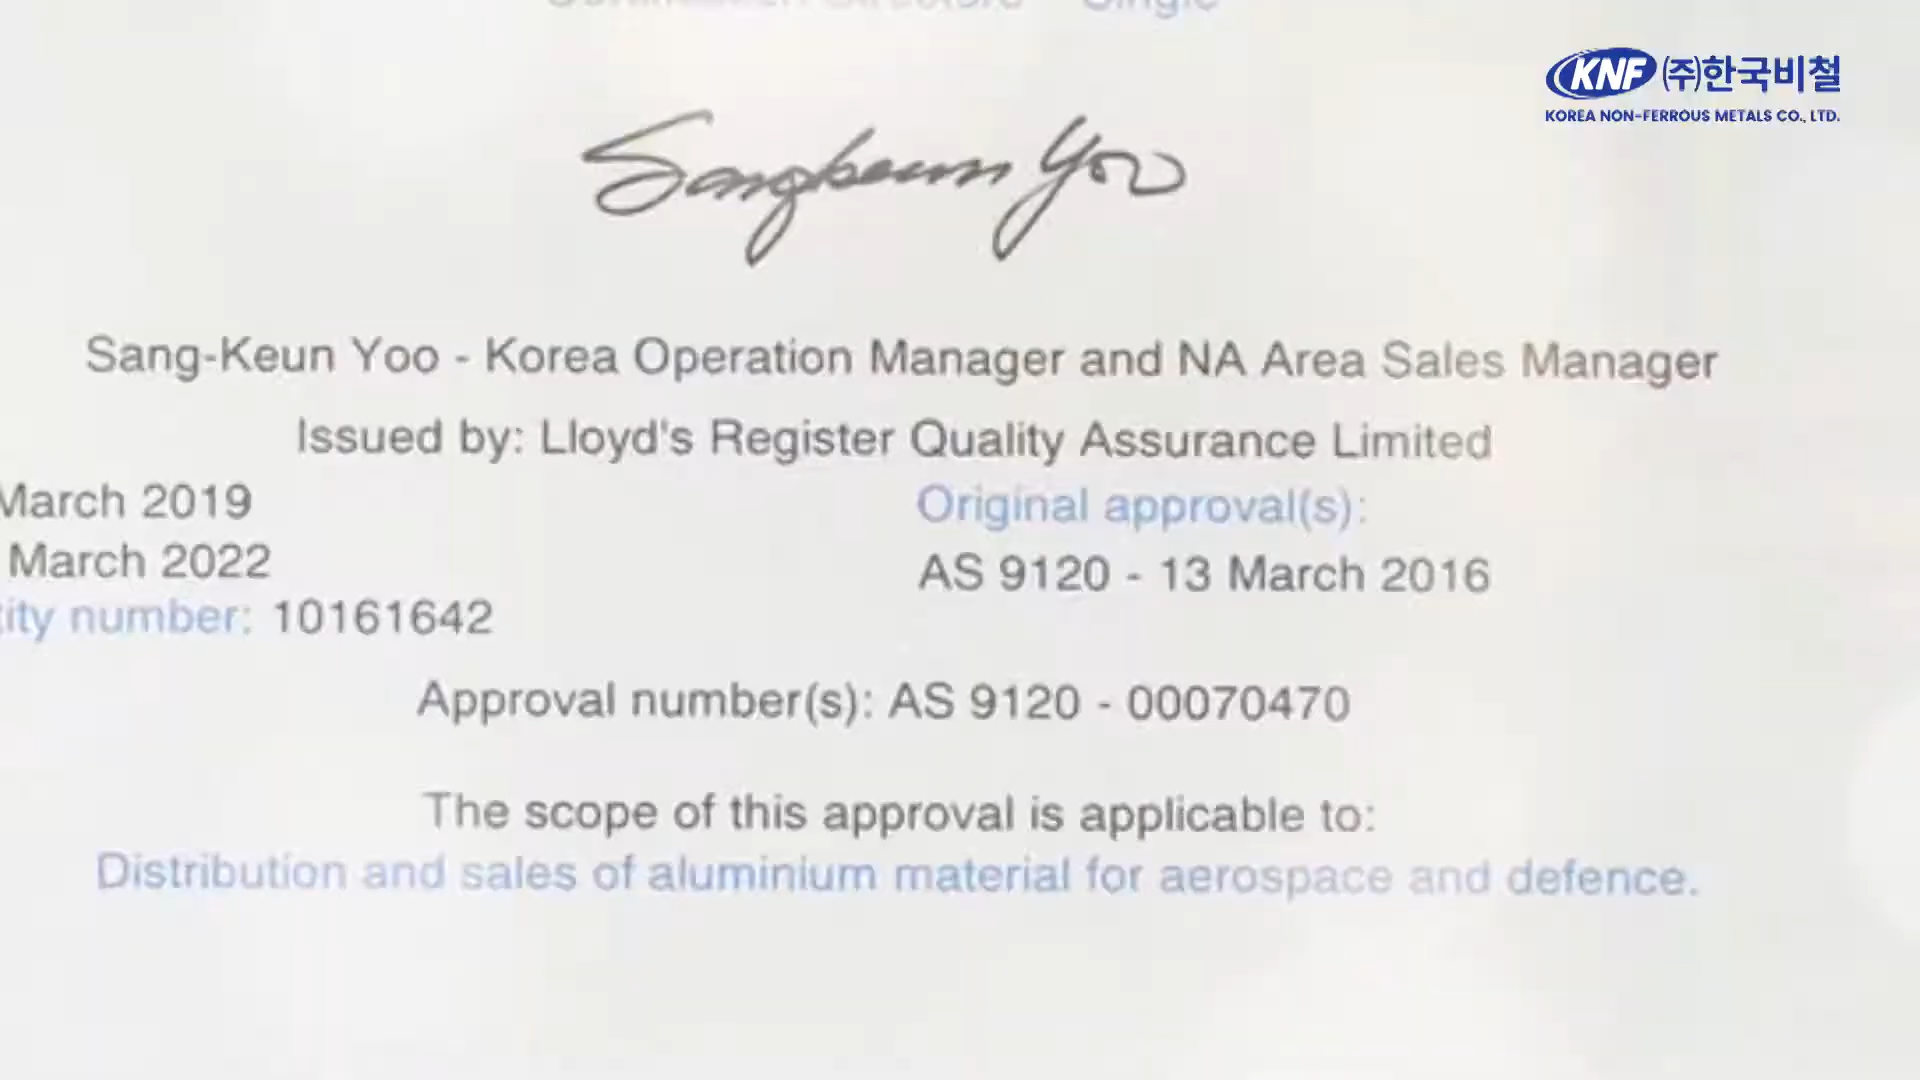 KNF (주)한국비철
KOREA NON-FERROUS METALS CO., LTD.
Sangkeun Yoo
Sang-Keun Yoo - Korea Operation Manager and NA Area Sales Manager
Issued by: Lloyd's Register Quality Assurance Limited
March 2019
Original approval(s):
March 2022
AS 9120 - 13 March 2016
ity number: 10161642
Approval number(s): AS 9120 - 00070470
The scope of this approval is applicable to:
Distribution and sales of aluminium material for aerospace and defence.